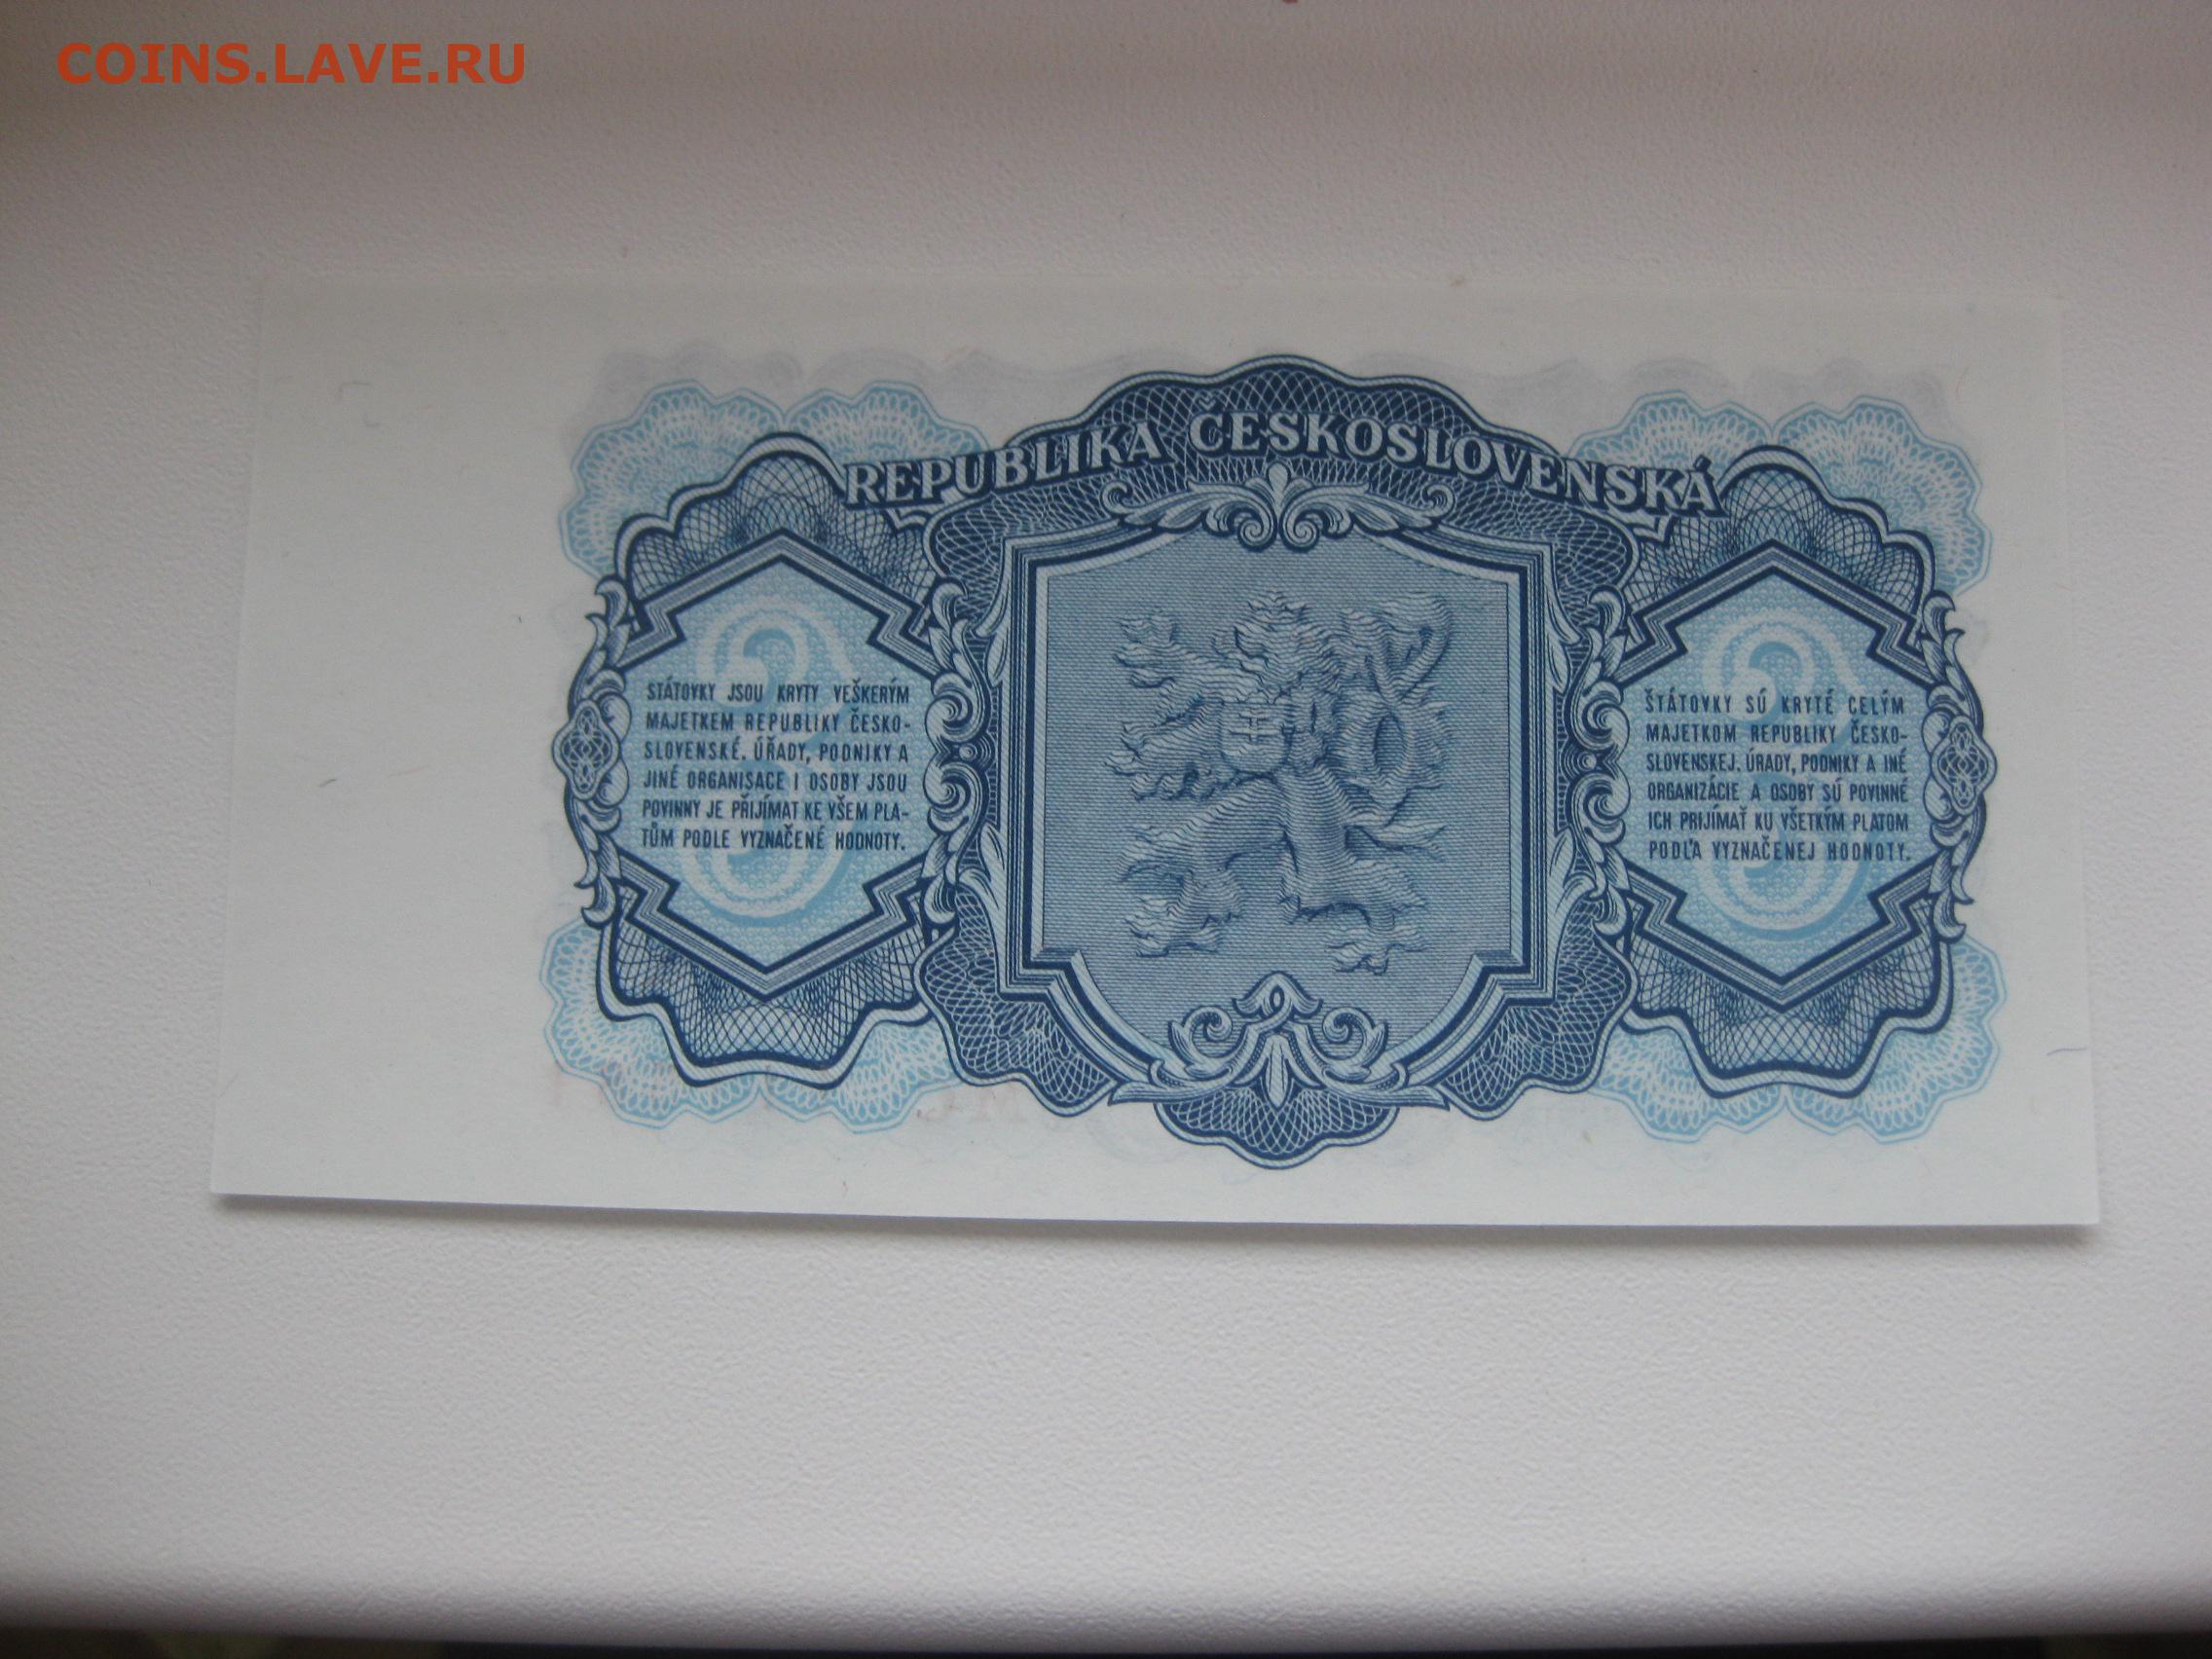 COINS.LAVE.RU
REPUBLIKA ČESKOSLOVENSKÁ
3
STÁTOVKY JSOU KRYTY VEŠKERÝM
MAJETKEM REPUBLIKY ČESKO-
SLOVENSKÉ. ÚŘADY, PODNIKY A
JINÉ ORGANISACE I OSOBY JSOU
POVINNY JE PŘIJÍMAT KE VŠEM PLA-
TŮM PODLE VYZNAČENÉ HODNOTY.
3
ŠTÁTOVKY SÚ KRYTÉ CELÝM
MAJETKOM REPUBLIKY ČESKO-
SLOVENSKEJ. ÚRADY, PODNIKY A INÉ
ORGANIZÁCIE A OSOBY SÚ POVINNÉ
ICH PRIJÍMAŤ KU VŠETKÝM PLATOM
PODĽA VYZNAČENEJ HODNOTY.